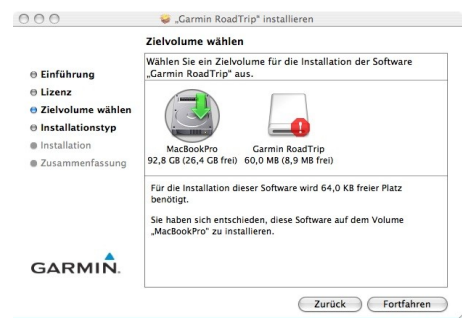 „Garmin RoadTrip“ installieren
Zielvolume wählen
Wählen Sie ein Zielvolume für die Installation der Software
„Garmin RoadTrip“ aus.
Einführung
Lizenz
Zielvolume wählen
Installationstyp
Installation
Zusammenfassung
MacBookPro
92,8 GB (26,4 GB frei)
Garmin RoadTrip
60,0 MB (8,9 MB frei)
Für die Installation dieser Software wird 64,0 KB freier Platz
benötigt.
Sie haben sich entschieden, diese Software auf dem Volume
„MacBookPro“ zu installieren.
GARMIN.
Zurück
Fortfahren